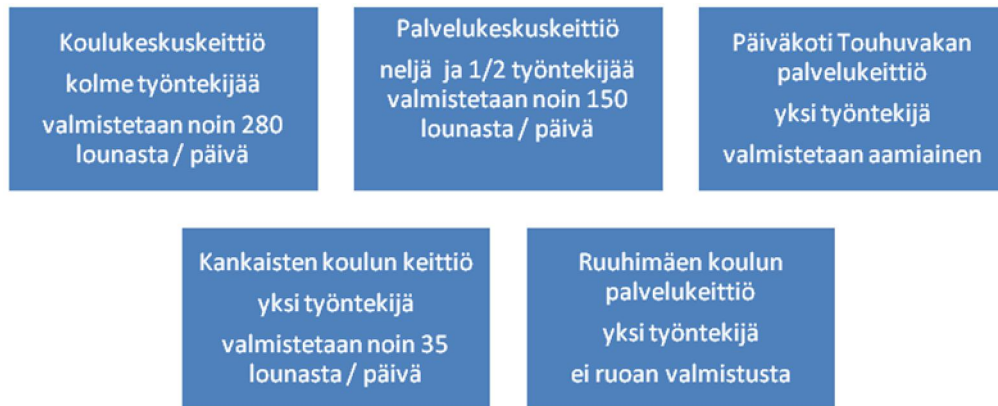 Koulukeskuskeittiö
kolme työntekijää
valmistetaan noin 280
lounasta / päivä
Palvelukeskuskeittiö
neljä ja 1/2 työntekijää
valmistetaan noin 150
lounasta / päivä
Päiväkoti Touhuvakan
palvelukeittiö
yksi työntekijä
valmistetaan aamiainen
Kankaisten koulun keittiö
yksi työntekijä
valmistetaan noin 35
lounasta / päivä
Ruuhimäen koulun
palvelukeittiö
yksi työntekijä
ei ruoan valmistusta